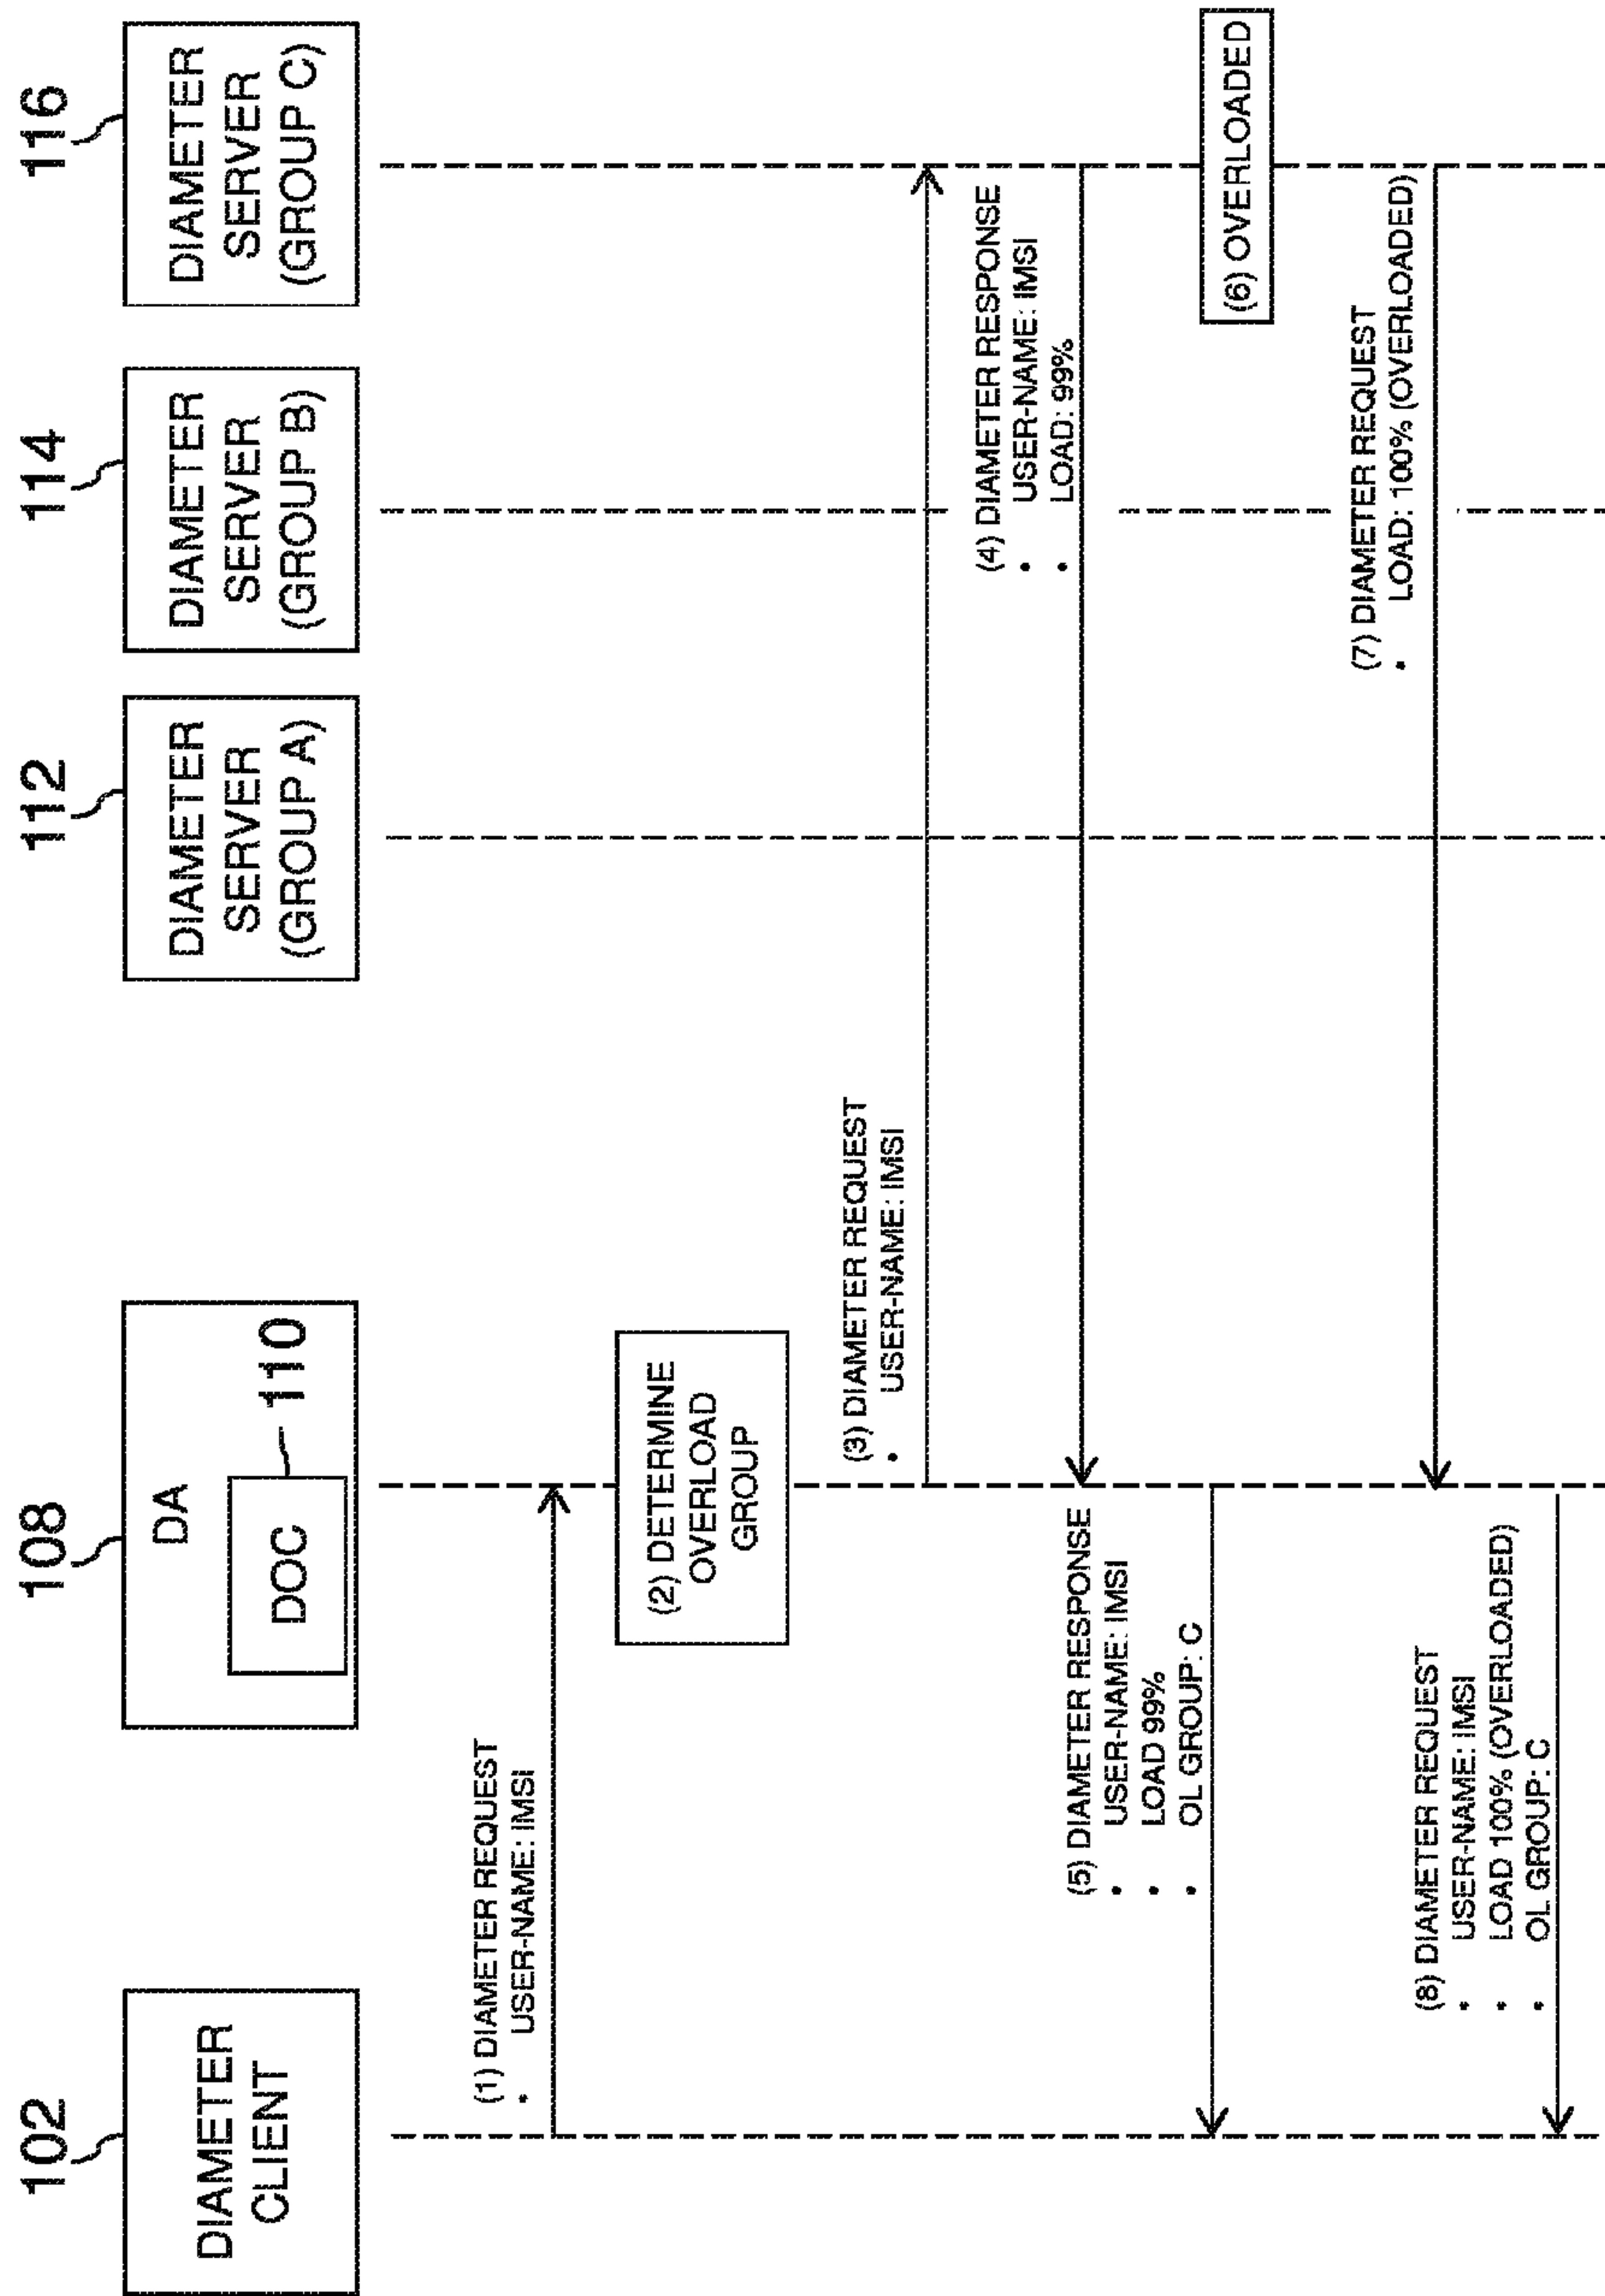 102
108
112
114
116
DIAMETER
CLIENT
DA
DOC
110
DIAMETER
SERVER
(GROUP A)
DIAMETER
SERVER
(GROUP B)
DIAMETER
SERVER
(GROUP C)
(1) DIAMETER REQUEST
• USER-NAME: IMSI
(2) DETERMINE
OVERLOAD
GROUP
(3) DIAMETER REQUEST
• USER-NAME: IMSI
(4) DIAMETER RESPONSE
• USER-NAME: IMSI
• LOAD: 99%
(5) DIAMETER RESPONSE
• USER-NAME: IMSI
• LOAD 99%
• OL GROUP: C
(6) OVERLOADED
(7) DIAMETER REQUEST
• LOAD: 100% (OVERLOADED)
(8) DIAMETER REQUEST
• USER-NAME: IMSI
• LOAD 100% (OVERLOADED)
• OL GROUP: C